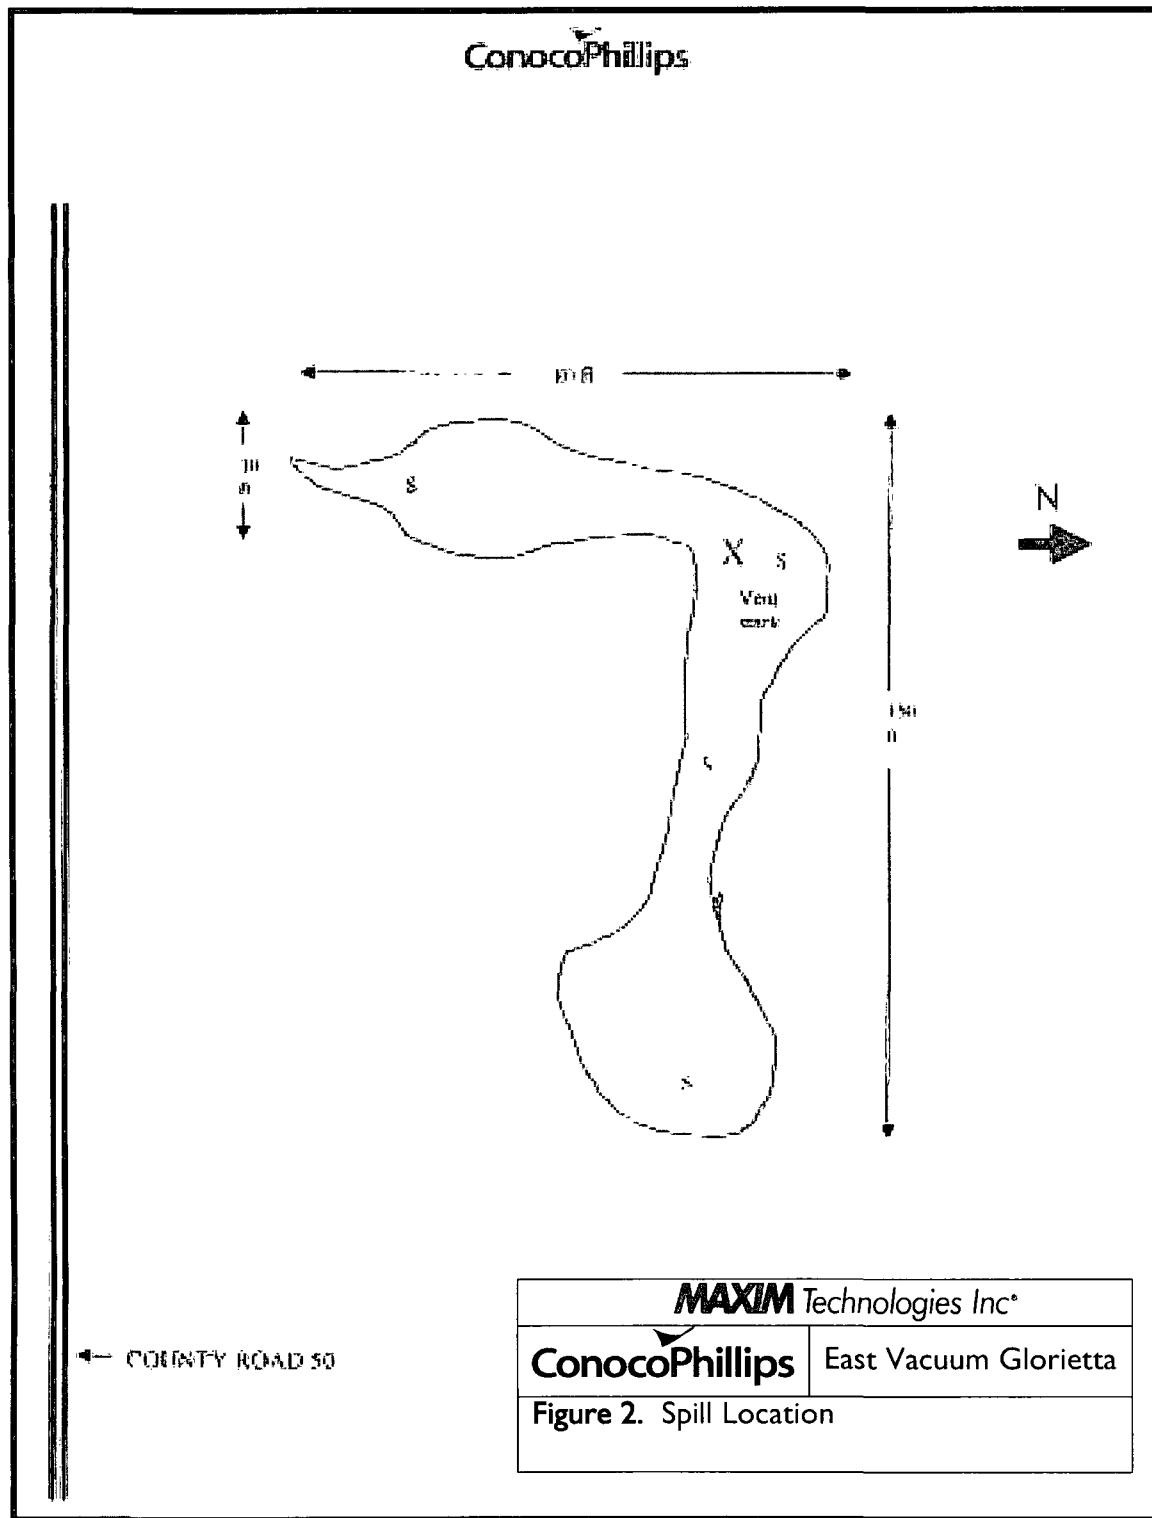 ConocoPhillips
S
N
X
S
S
S
COUNTY ROAD 50
MAXIM Technologies Inc
ConocoPhillips
East Vacuum Glorietta
Figure 2. Spill Location